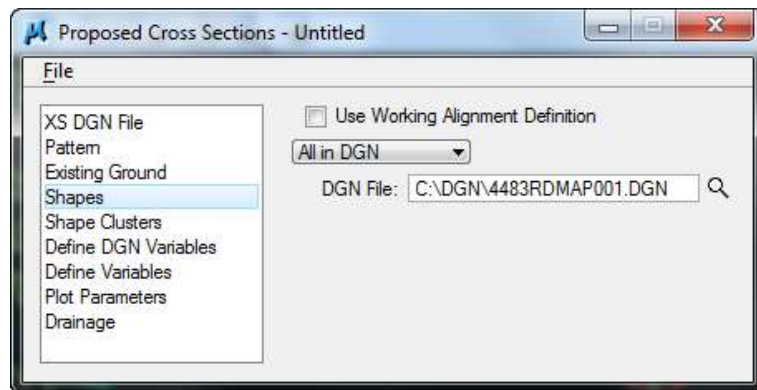 Proposed Cross Sections - Untitled
File
XS DGN File
Pattern
Existing Ground
Shapes
Shape Clusters
Define DGN Variables
Define Variables
Plot Parameters
Drainage
Use Working Alignment Definition
All in DGN
DGN File: C:\DGN\4483RDMAP001.DGN